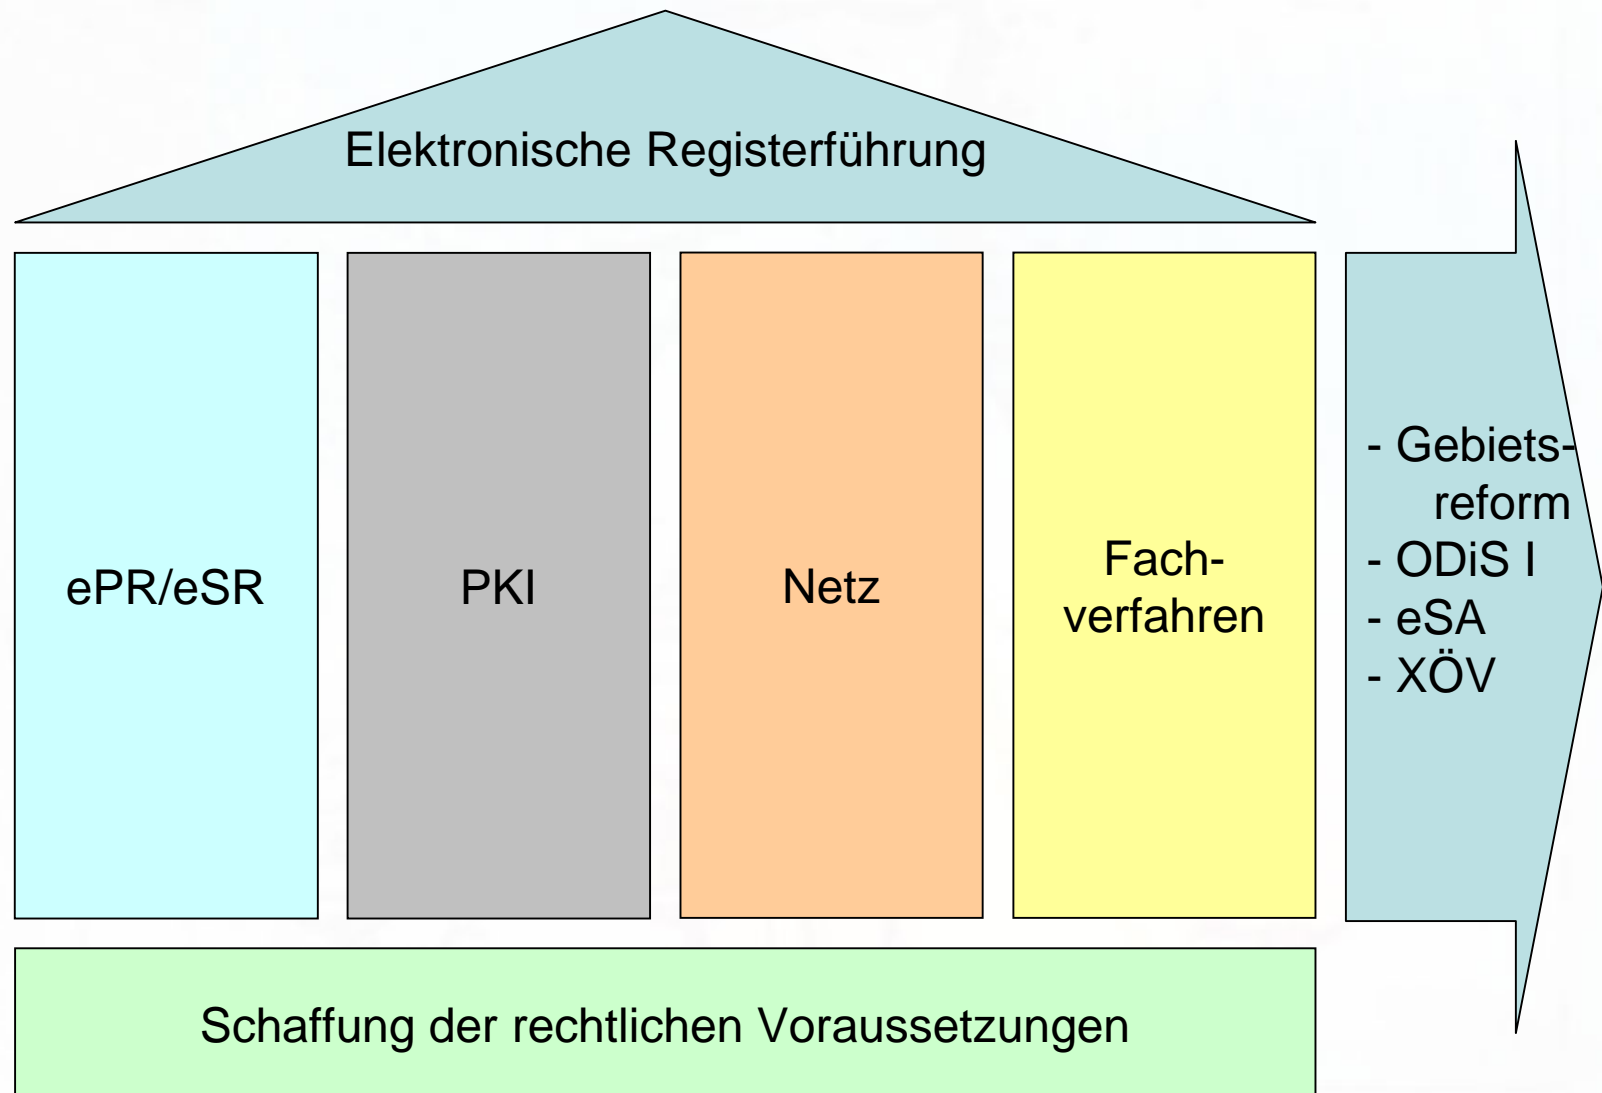 Elektronische Registerführung
ePR/eSR
PKI
Netz
Fach-
verfahren
- Gebiets-
reform
- ODiS I
- eSA
- XÖV
Schaffung der rechtlichen Voraussetzungen